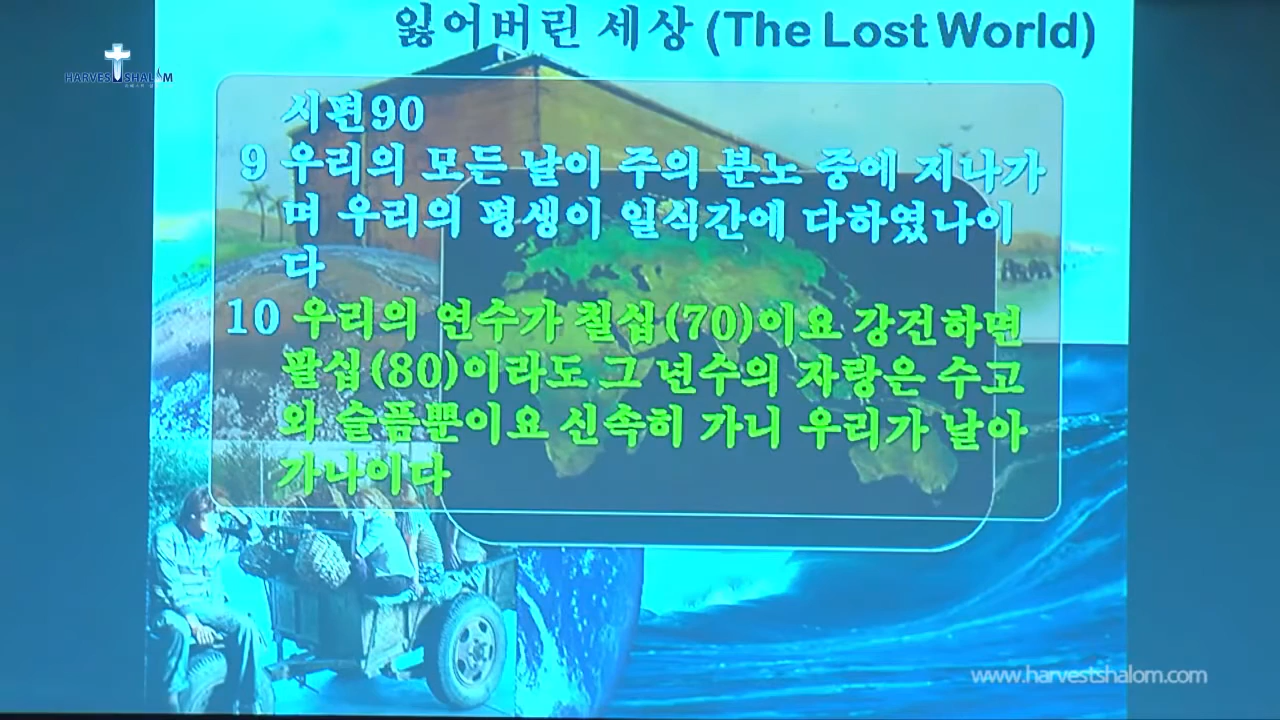 잃어버린 세상 (The Lost World)
HARVEST SHALOM
시편90
9 우리의 모든 날이 주의 분노 중에 지나가
며 우리의 평생이 일식간에 다하였나이
다
10 우리의 연수가 칠십(70)이요 강건하면
팔십(80)이라도 그 년수의 자랑은 수고
와 슬픔뿐이요 신속히 가니 우리가 날아
가나이다
www.harvestshalom.com